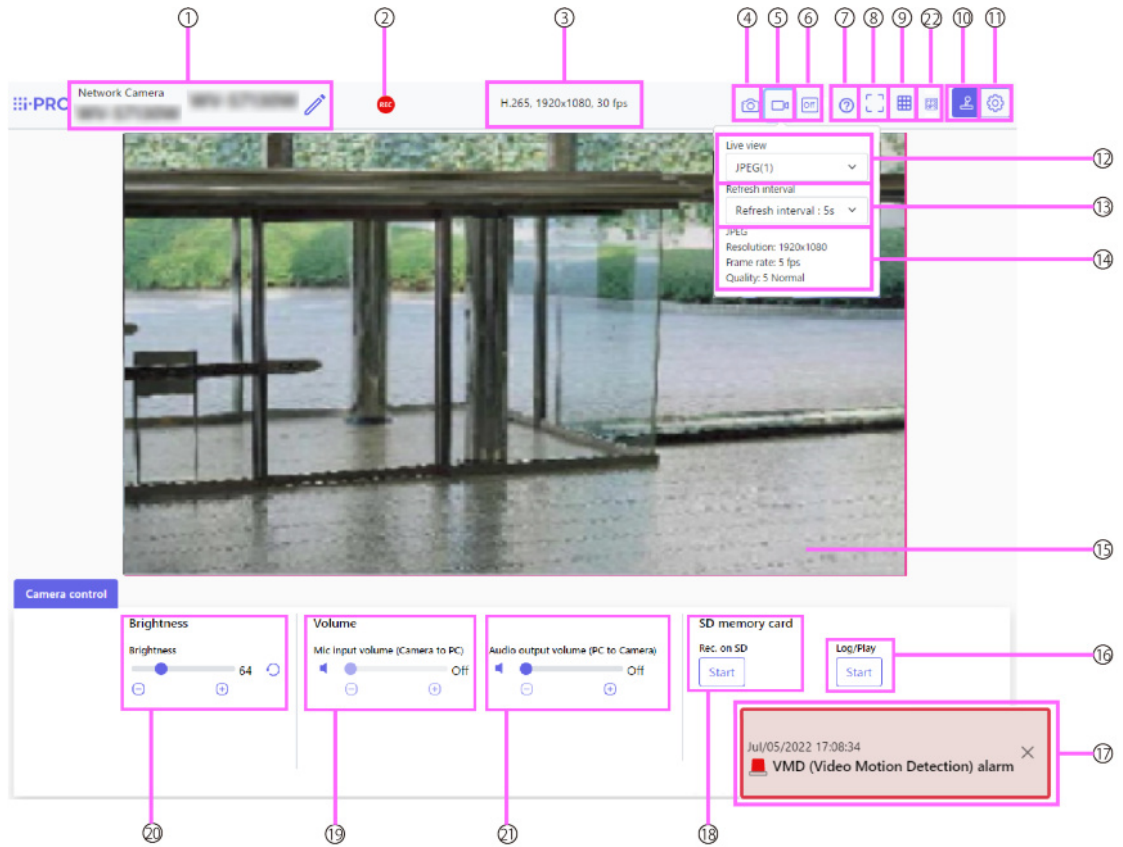 ① ② ③ ④ ⑤ ⑥ ⑦ ⑧ ⑨ ㉒ ⑩ ⑪
i-PRO
Network Camera
REC
H.265, 1920x1080, 30 fps
Off
Live view
JPEG(1)
⑫
Refresh interval
Refresh interval : 5s
⑬
JPEG
Resolution: 1920x1080
Frame rate: 5 fps
Quality: 5 Normal
⑭
⑮
Camera control
Brightness
Brightness
64
Volume
Mic input volume (Camera to PC)
Off
Audio output volume (PC to Camera)
Off
SD memory card
Rec. on SD
Start
Log/Play
Start
⑯
Jul/05/2022 17:08:34
VMD (Video Motion Detection) alarm
⑰
⑳ ⑲ ㉑ ⑱